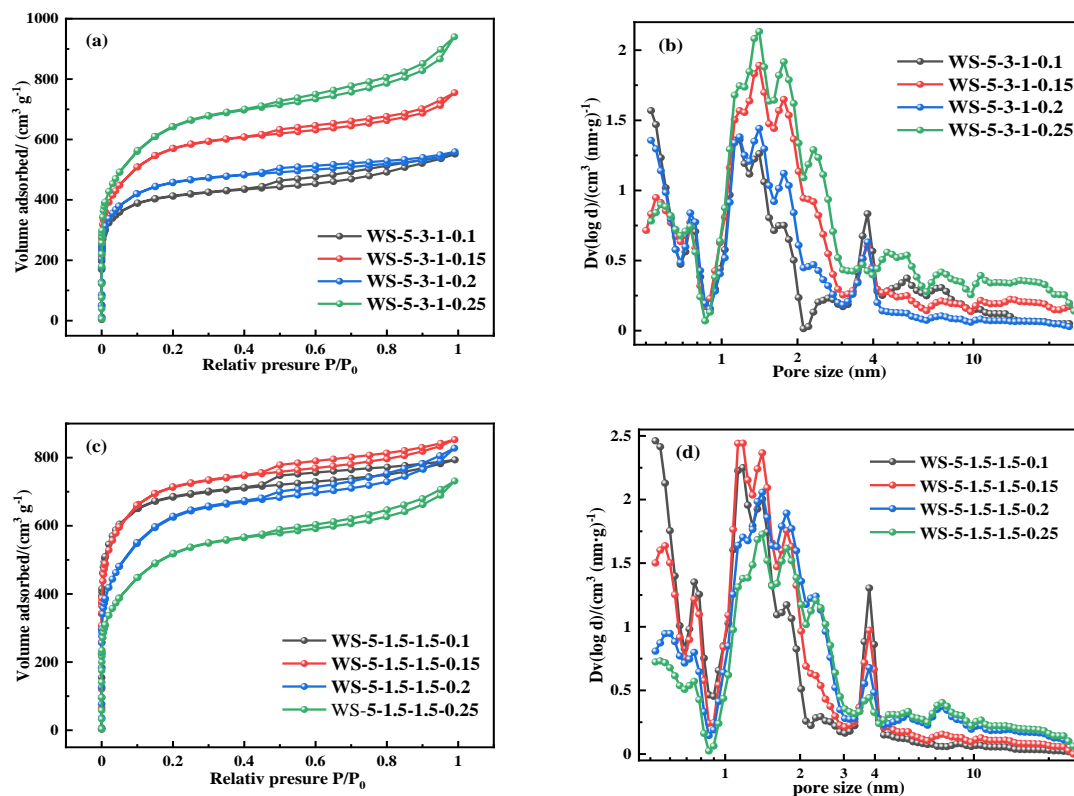 (a)
1000
800
600
400
200
0
Volume adsorbed/ (cm³ g⁻¹)
WS-5-3-1-0.1
WS-5-3-1-0.15
WS-5-3-1-0.2
WS-5-3-1-0.25
0 0.2 0.4 0.6 0.8 1
Relativ presure P/P₀
(b)
2
1.5
1
0.5
0
Dv(log d)/(cm³ (nm·g)⁻¹)
WS-5-3-1-0.1
WS-5-3-1-0.15
WS-5-3-1-0.2
WS-5-3-1-0.25
1 2 4 10
Pore size (nm)
(c)
800
600
400
200
0
Volume adsorbed/(cm³ g⁻¹)
WS-5-1.5-1.5-0.1
WS-5-1.5-1.5-0.15
WS-5-1.5-1.5-0.2
WS-5-1.5-1.5-0.25
0 0.2 0.4 0.6 0.8 1
Relativ presure P/P₀
(d)
2.5
2
1.5
1
0.5
0
Dv(log d)/(cm³ (nm·g)⁻¹)
WS-5-1.5-1.5-0.1
WS-5-1.5-1.5-0.15
WS-5-1.5-1.5-0.2
WS-5-1.5-1.5-0.25
1 2 3 4 10
pore size (nm)